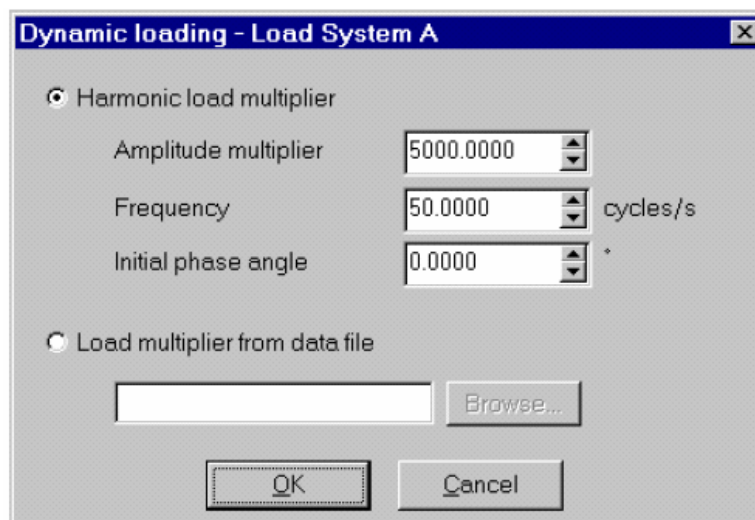 Dynamic loading - Load System A
Harmonic load multiplier
Amplitude multiplier 5000.0000
Frequency 50.0000 cycles/s
Initial phase angle 0.0000 °
Load multiplier from data file
Browse...
OK Cancel